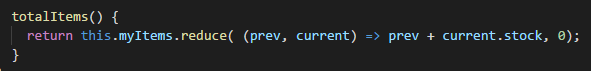 totalItems() {
  return this.myItems.reduce( (prev, current) => prev + current.stock, 0);
}